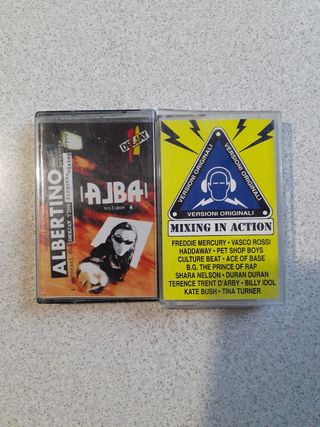 ALBERTINO
DEEJAY
ALBA
volume 4
VERSIONI ORIGINALI
VERSIONI ORIGINALI
VERSIONI ORIGINALI
MIXING IN ACTION
FREDDIE MERCURY • VASCO ROSSI
HADDAWAY • PET SHOP BOYS
CULTURE BEAT • ACE OF BASE
B.G. THE PRINCE OF RAP
SHARA NELSON • DURAN DURAN
TERENCE TRENT D'ARBY • BILLY IDOL
KATE BUSH • TINA TURNER